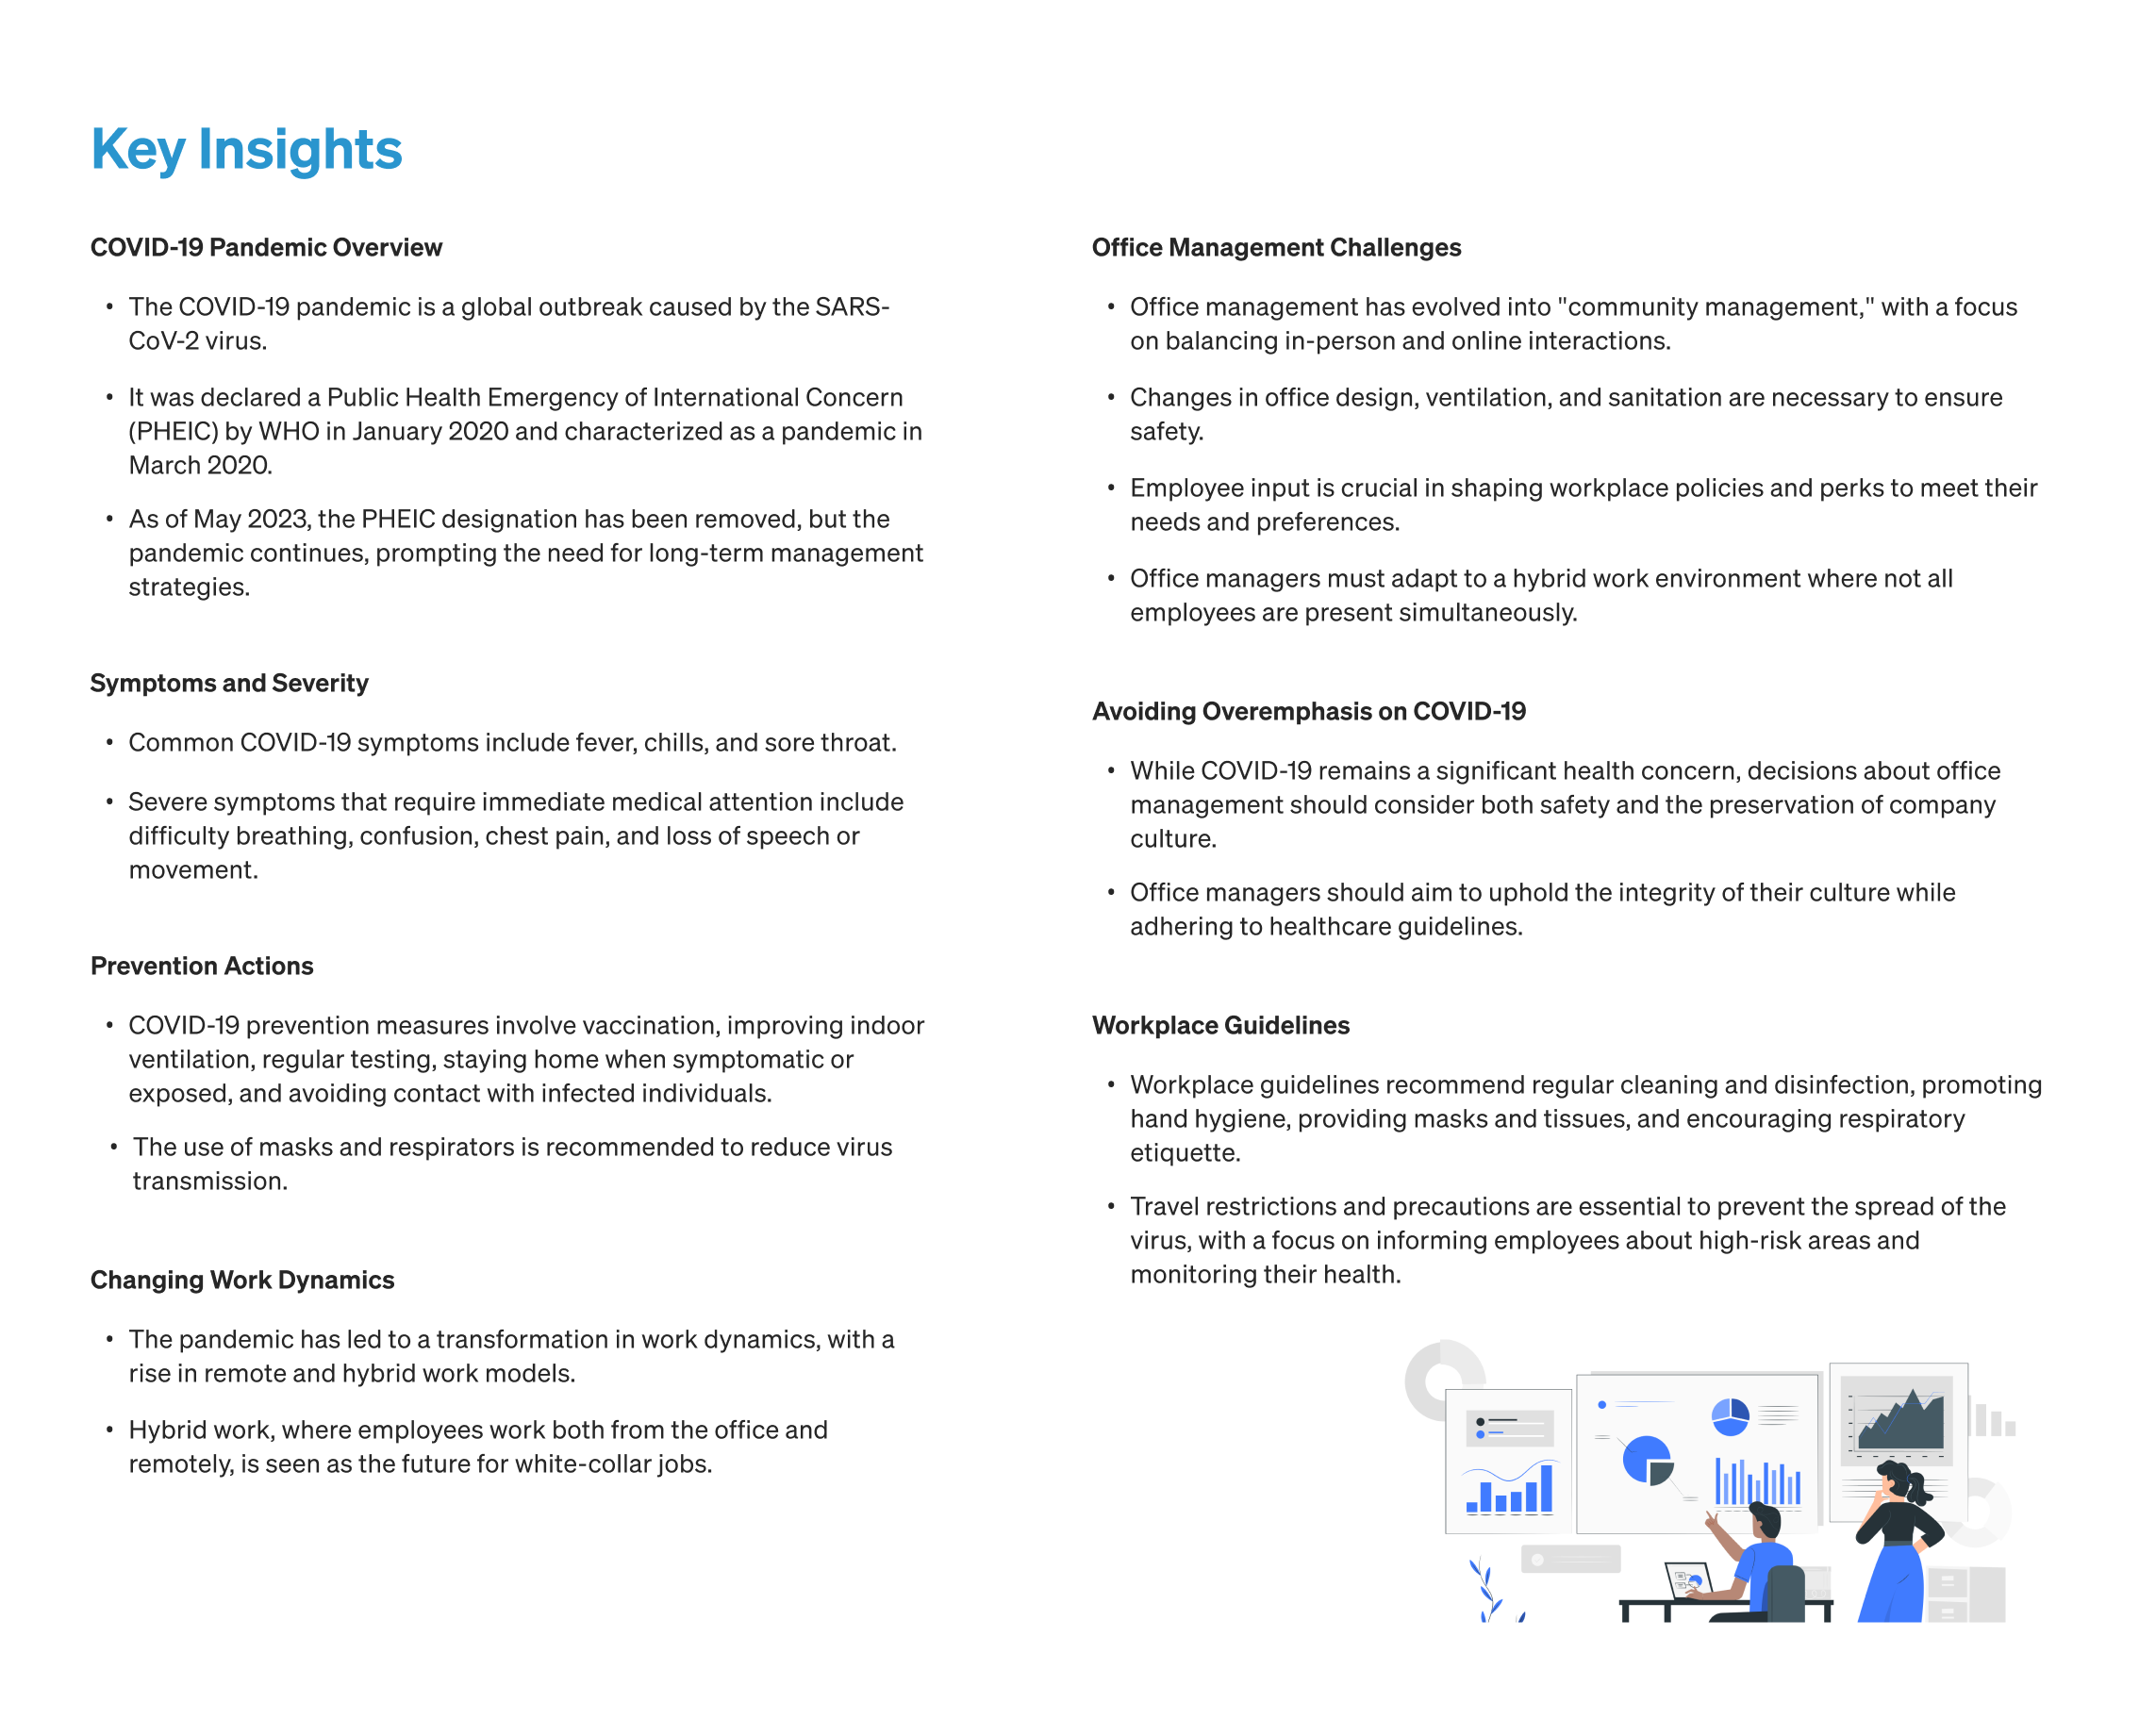 Key Insights
COVID-19 Pandemic Overview
• The COVID-19 pandemic is a global outbreak caused by the SARS-
CoV-2 virus.
• It was declared a Public Health Emergency of International Concern
(PHEIC) by WHO in January 2020 and characterized as a pandemic in
March 2020.
• As of May 2023, the PHEIC designation has been removed, but the
pandemic continues, prompting the need for long-term management
strategies.
Symptoms and Severity
• Common COVID-19 symptoms include fever, chills, and sore throat.
• Severe symptoms that require immediate medical attention include
difficulty breathing, confusion, chest pain, and loss of speech or
movement.
Prevention Actions
• COVID-19 prevention measures involve vaccination, improving indoor
ventilation, regular testing, staying home when symptomatic or
exposed, and avoiding contact with infected individuals.
• The use of masks and respirators is recommended to reduce virus
transmission.
Changing Work Dynamics
• The pandemic has led to a transformation in work dynamics, with a
rise in remote and hybrid work models.
• Hybrid work, where employees work both from the office and
remotely, is seen as the future for white-collar jobs.
Office Management Challenges
• Office management has evolved into "community management," with a focus
on balancing in-person and online interactions.
• Changes in office design, ventilation, and sanitation are necessary to ensure
safety.
• Employee input is crucial in shaping workplace policies and perks to meet their
needs and preferences.
• Office managers must adapt to a hybrid work environment where not all
employees are present simultaneously.
Avoiding Overemphasis on COVID-19
• While COVID-19 remains a significant health concern, decisions about office
management should consider both safety and the preservation of company
culture.
• Office managers should aim to uphold the integrity of their culture while
adhering to healthcare guidelines.
Workplace Guidelines
• Workplace guidelines recommend regular cleaning and disinfection, promoting
hand hygiene, providing masks and tissues, and encouraging respiratory
etiquette.
• Travel restrictions and precautions are essential to prevent the spread of the
virus, with a focus on informing employees about high-risk areas and
monitoring their health.